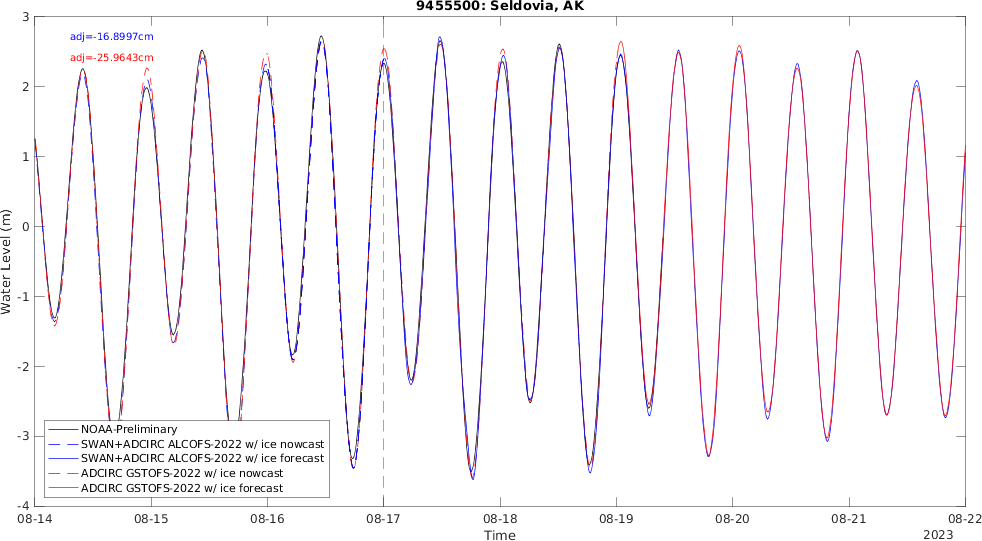 9455500: Seldovia, AK
adj=-16.8997cm
adj=-25.9643cm
3
2
1
0
-1
-2
-3
-4
Water Level (m)
NOAA-Preliminary
SWAN+ADCIRC ALCOFS-2022 w/ ice nowcast
SWAN+ADCIRC ALCOFS-2022 w/ ice forecast
ADCIRC GSTOFS-2022 w/ ice nowcast
ADCIRC GSTOFS-2022 w/ ice forecast
08-14 08-15 08-16 08-17 08-18 08-19 08-20 08-21 08-22
Time
2023